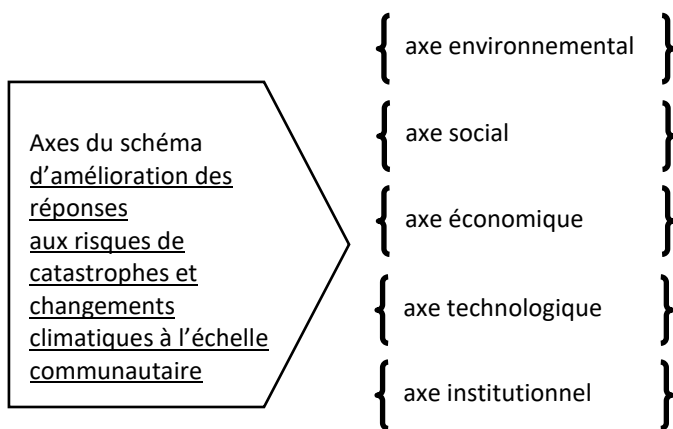 Axes du schéma
d’amélioration des
réponses
aux risques de
catastrophes et
changements
climatiques à l’échelle
communautaire
axe environnemental
axe social
axe économique
axe technologique
axe institutionnel